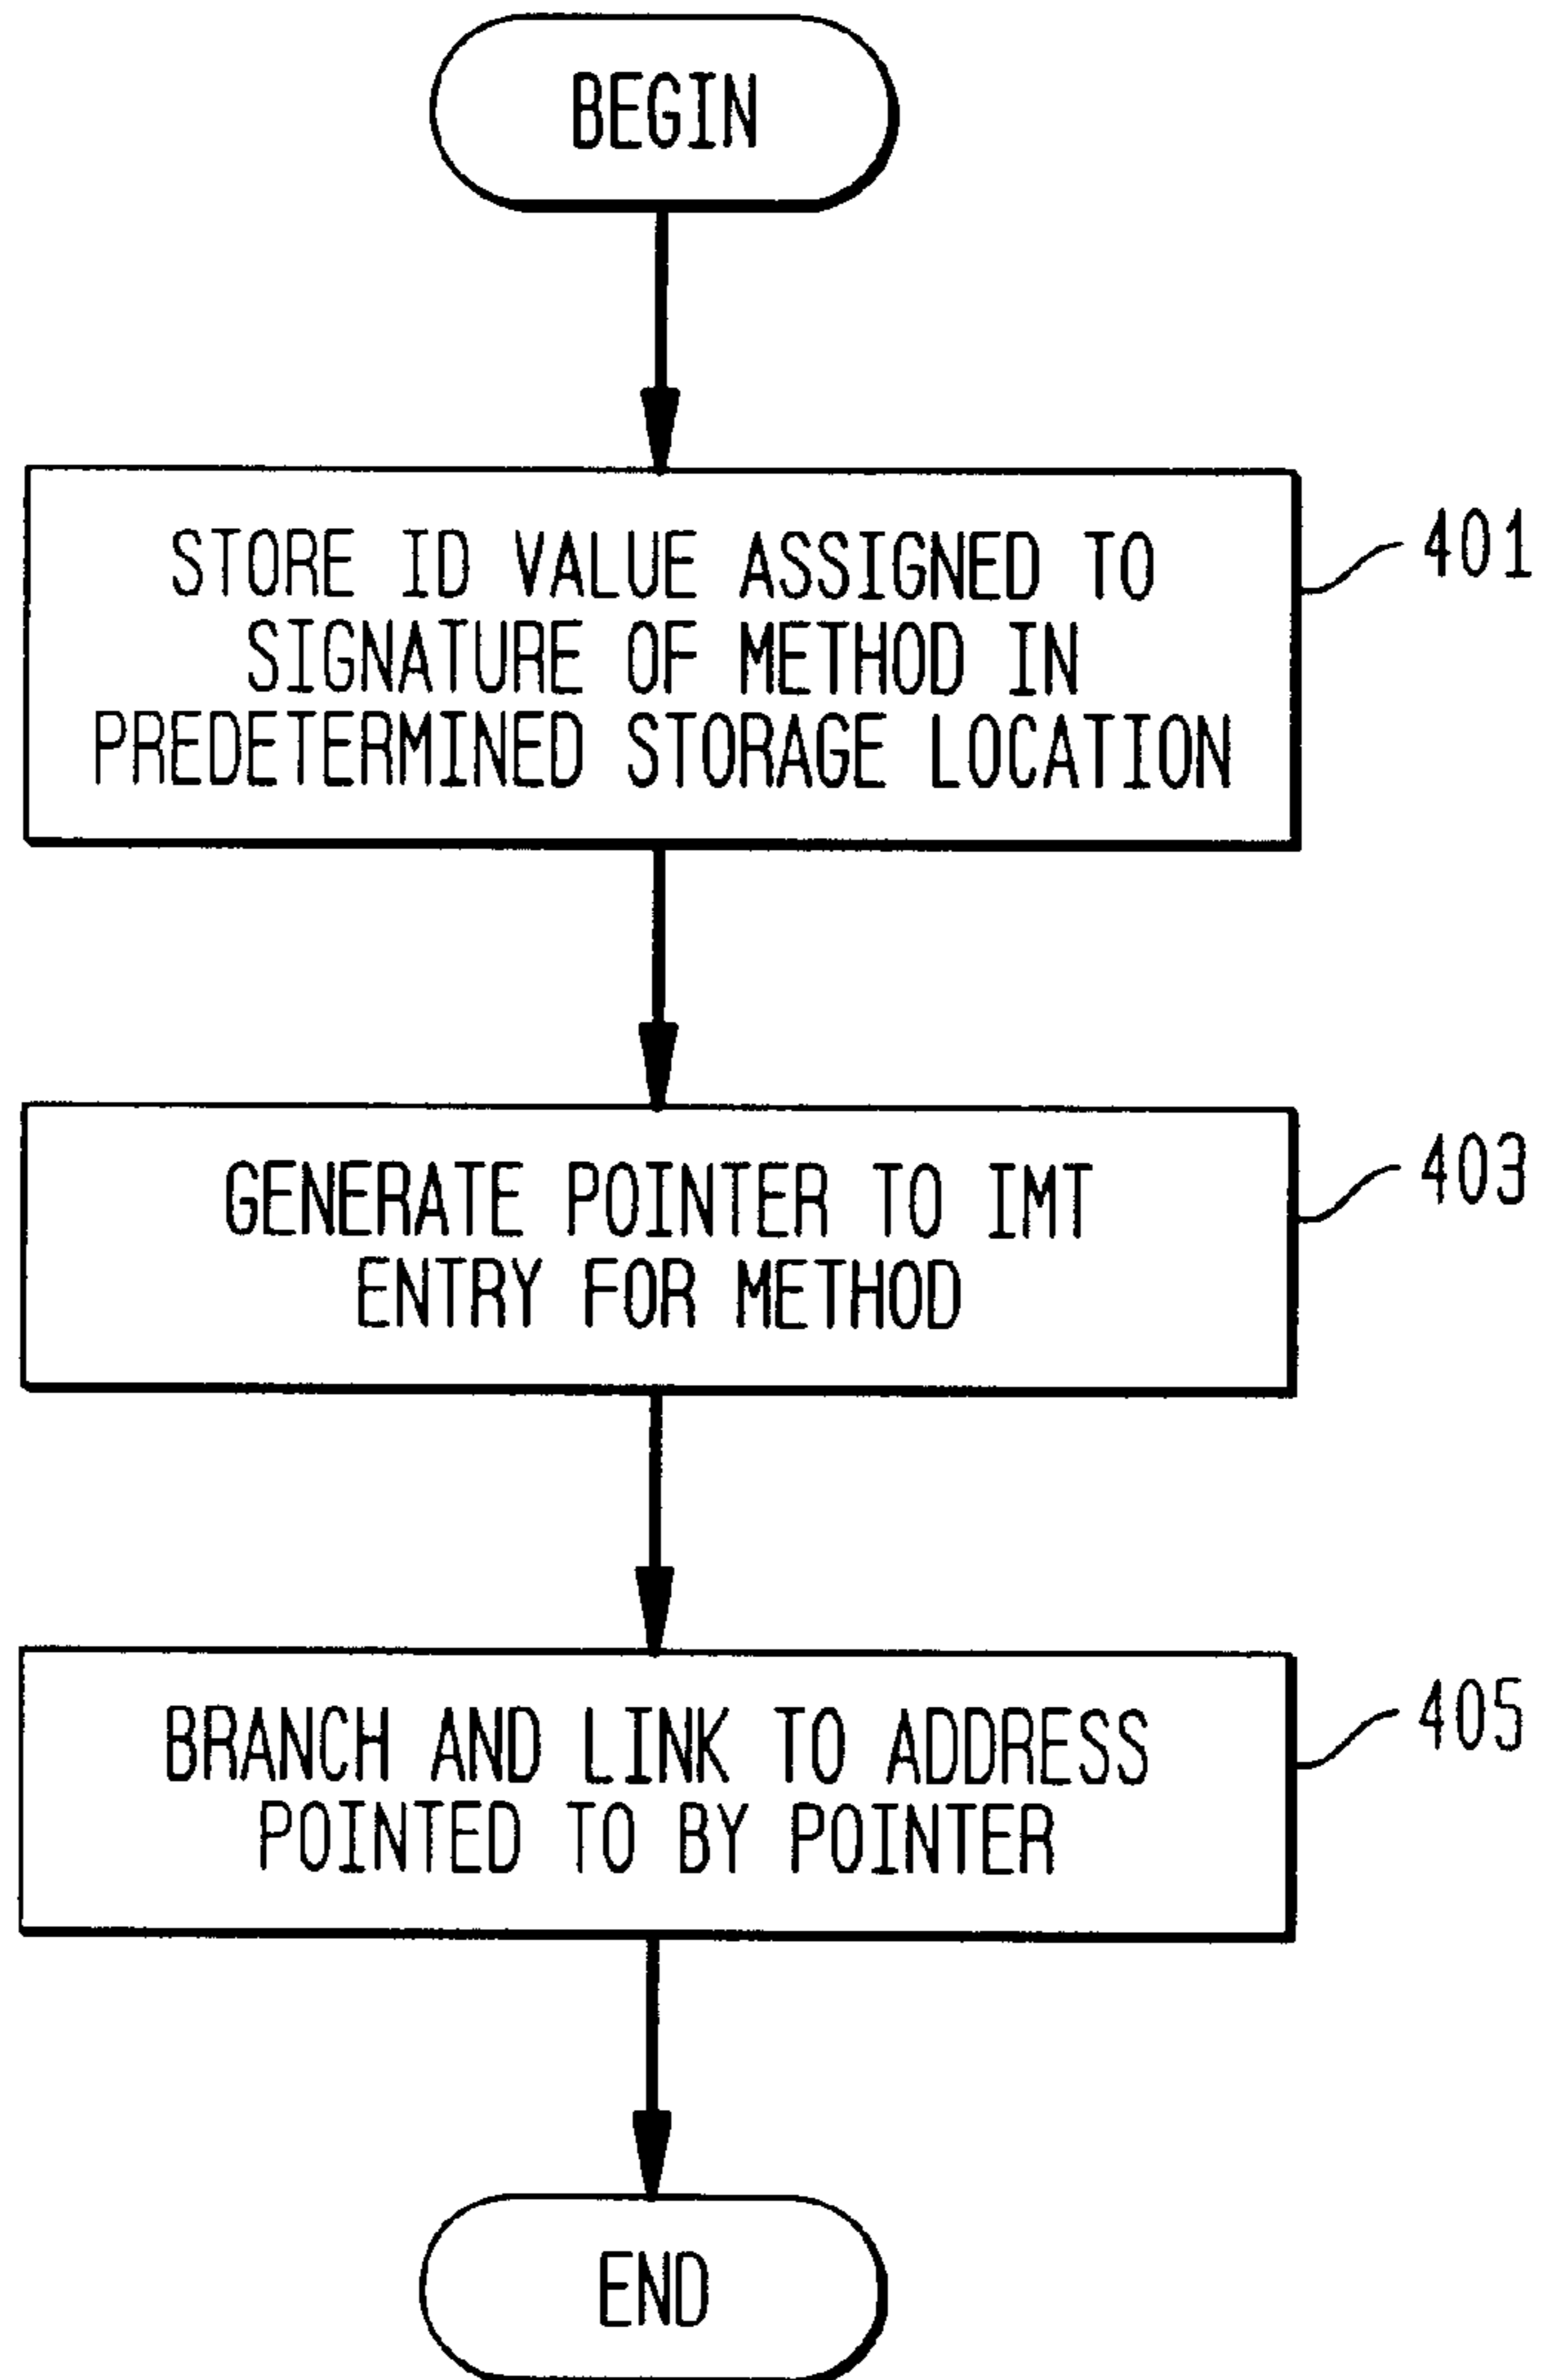 BEGIN
STORE ID VALUE ASSIGNED TO
SIGNATURE OF METHOD IN
PREDETERMINED STORAGE LOCATION
401
GENERATE POINTER TO IMT
ENTRY FOR METHOD
403
BRANCH AND LINK TO ADDRESS
POINTED TO BY POINTER
405
END